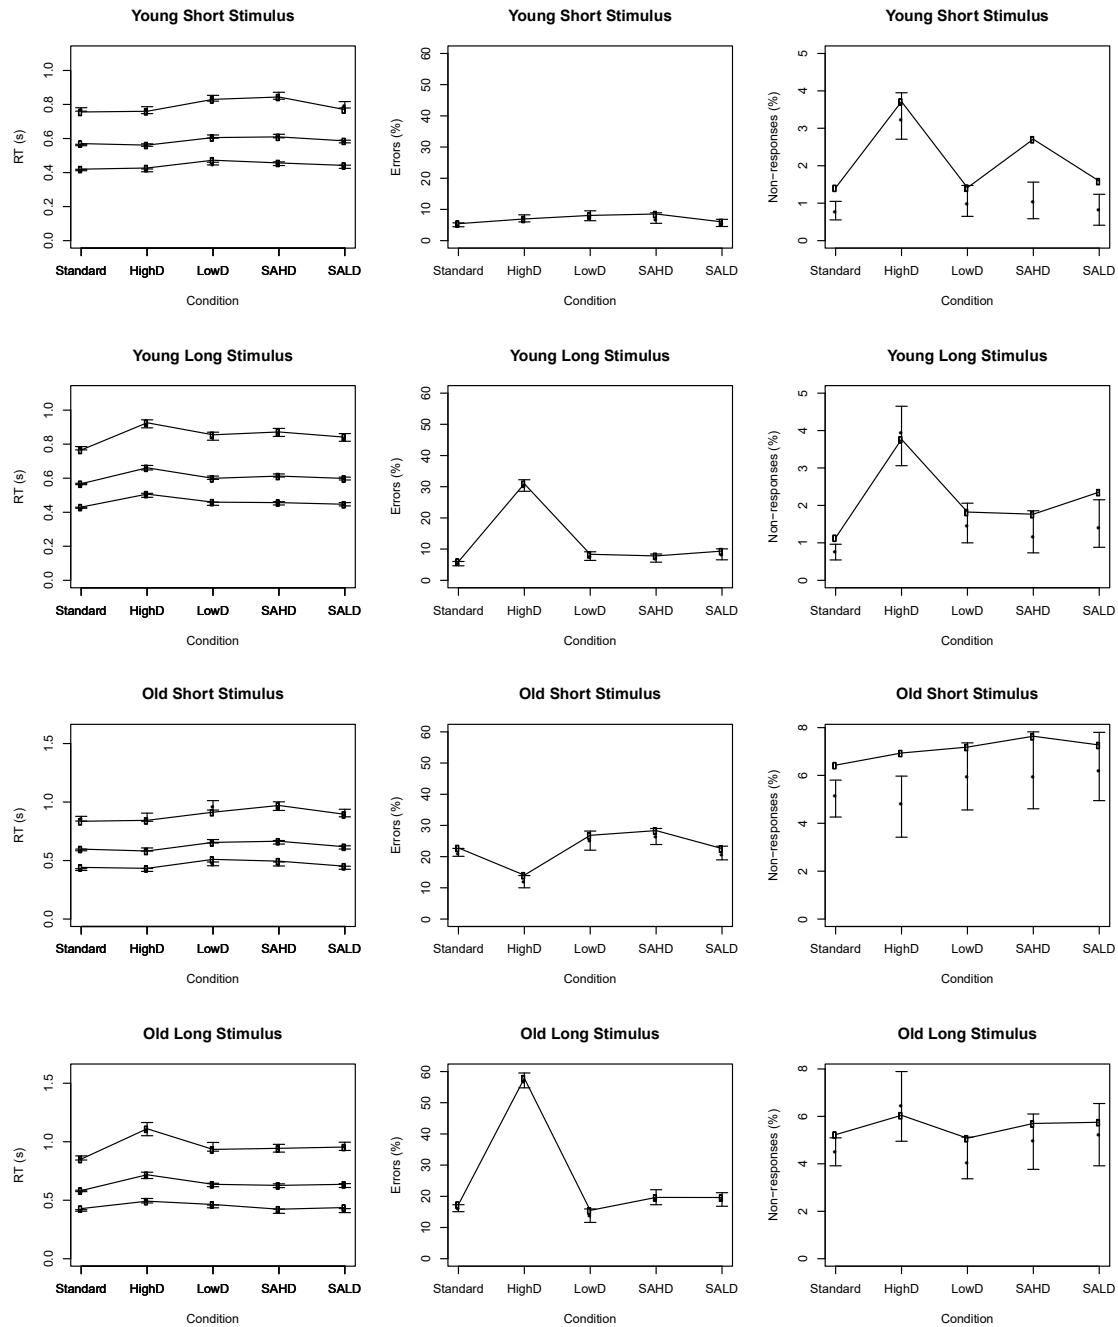 Young Short Stimulus
RT (s)
0.0 0.2 0.4 0.6 0.8 1.0
Standard HighD LowD SAHD SALD
Condition
Young Short Stimulus
Errors (%)
0 10 20 30 40 50 60
Standard HighD LowD SAHD SALD
Condition
Young Short Stimulus
Non−responses (%)
0 1 2 3 4 5
Standard HighD LowD SAHD SALD
Condition
Young Long Stimulus
RT (s)
0.0 0.2 0.4 0.6 0.8 1.0
Standard HighD LowD SAHD SALD
Condition
Young Long Stimulus
Errors (%)
0 10 20 30 40 50 60
Standard HighD LowD SAHD SALD
Condition
Young Long Stimulus
Non−responses (%)
0 1 2 3 4 5
Standard HighD LowD SAHD SALD
Condition
Old Short Stimulus
RT (s)
0.0 0.5 1.0 1.5
Standard HighD LowD SAHD SALD
Condition
Old Short Stimulus
Errors (%)
0 10 20 30 40 50 60
Standard HighD LowD SAHD SALD
Condition
Old Short Stimulus
Non−responses (%)
0 2 4 6 8
Standard HighD LowD SAHD SALD
Condition
Old Long Stimulus
RT (s)
0.0 0.5 1.0 1.5
Standard HighD LowD SAHD SALD
Condition
Old Long Stimulus
Errors (%)
0 10 20 30 40 50 60
Standard HighD LowD SAHD SALD
Condition
Old Long Stimulus
Non−responses (%)
0 2 4 6 8
Standard HighD LowD SAHD SALD
Condition